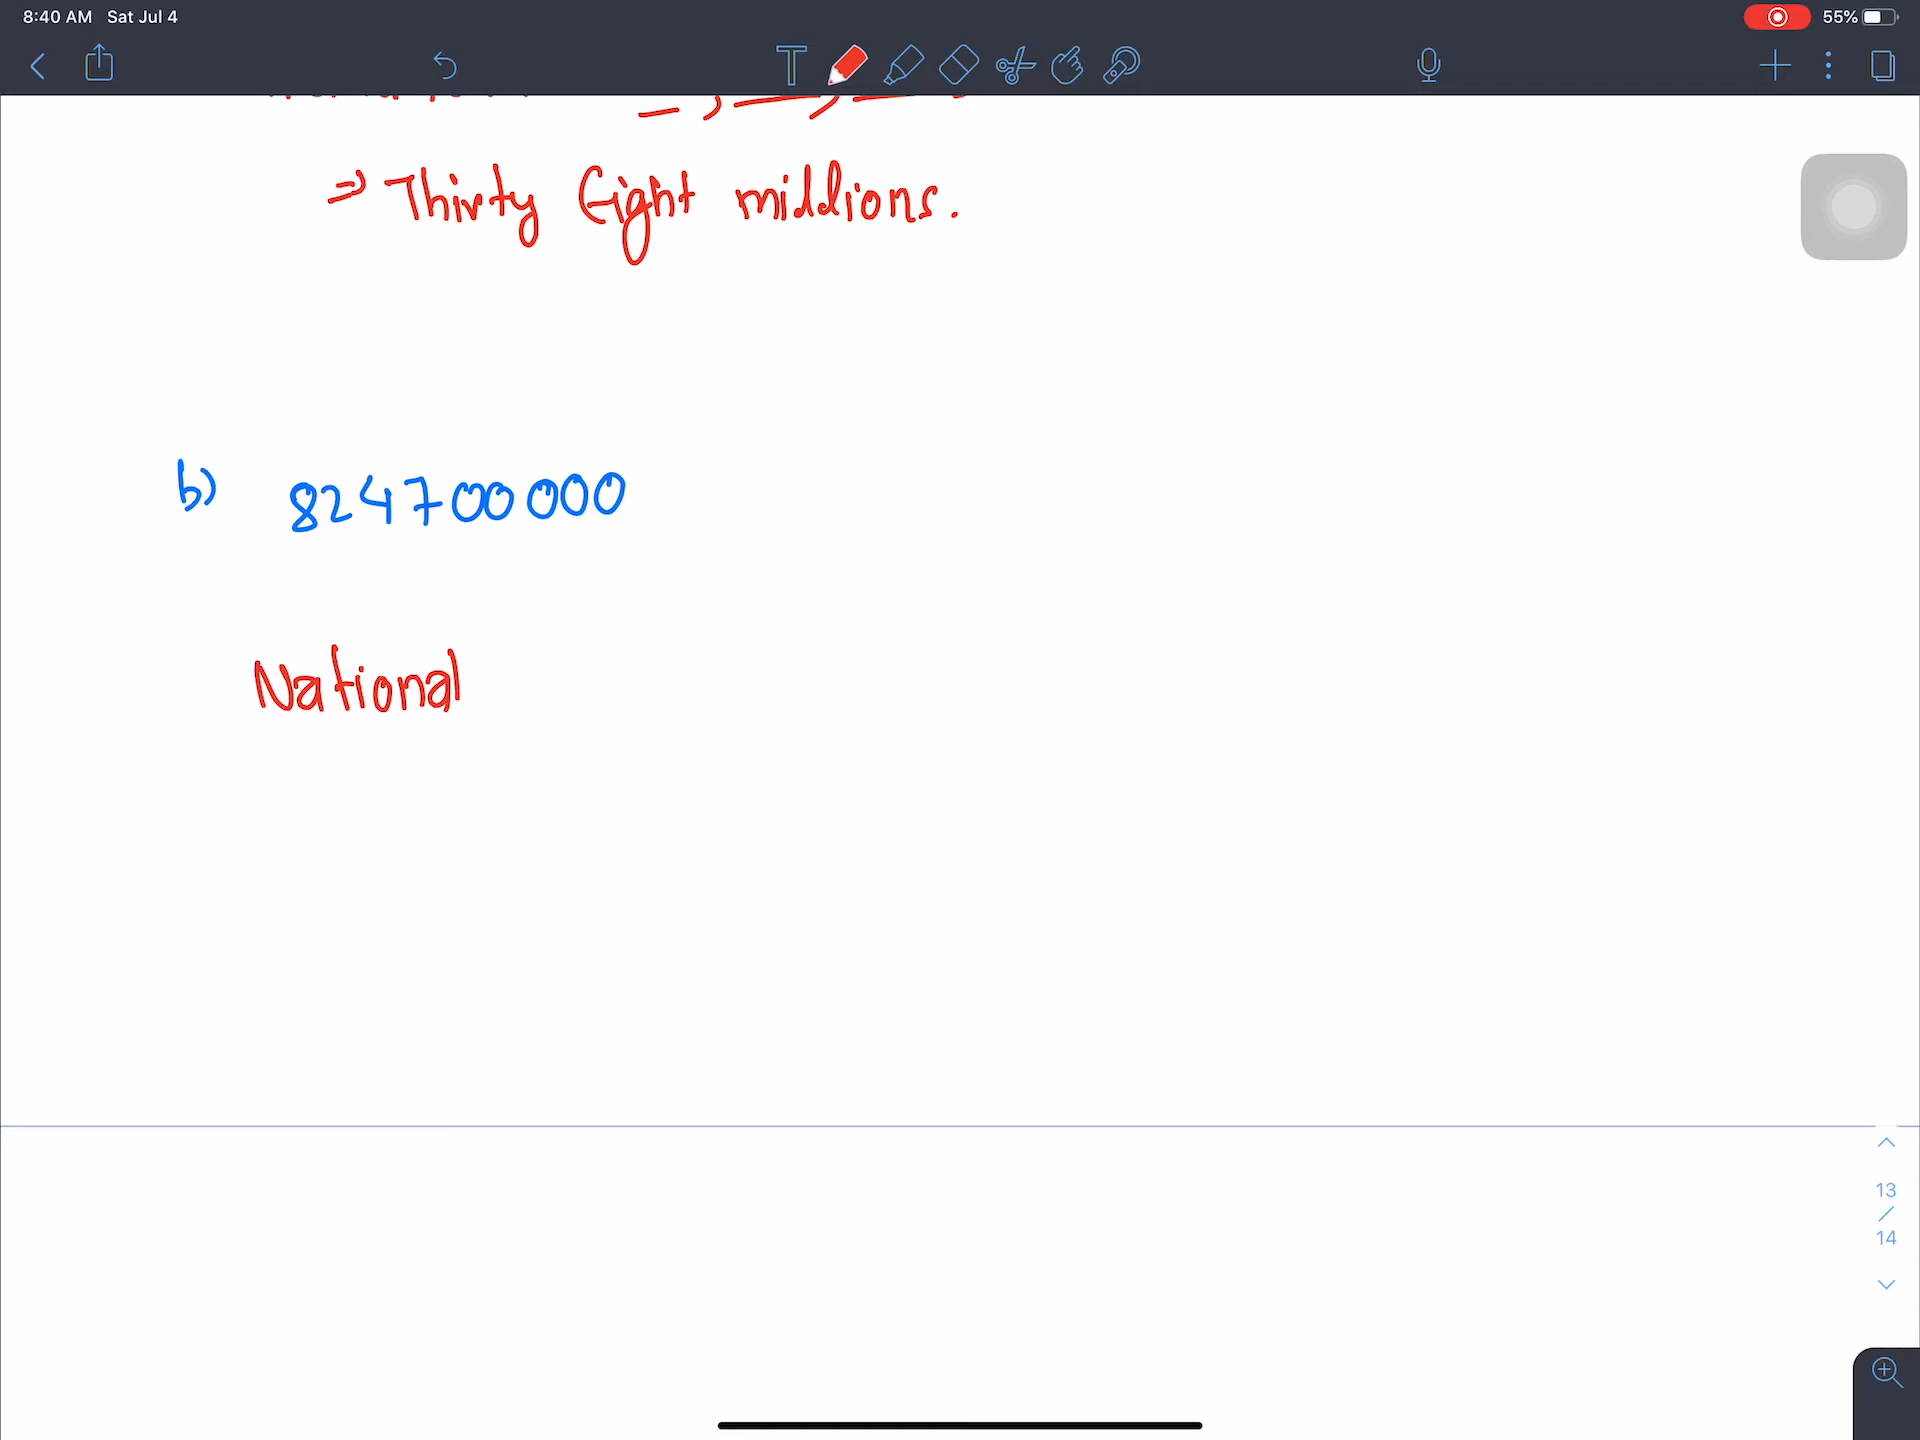 8:40 AM Sat Jul 4
55%
⇒ Thirty Eight millions.
b) 824700000
National
13
/
14